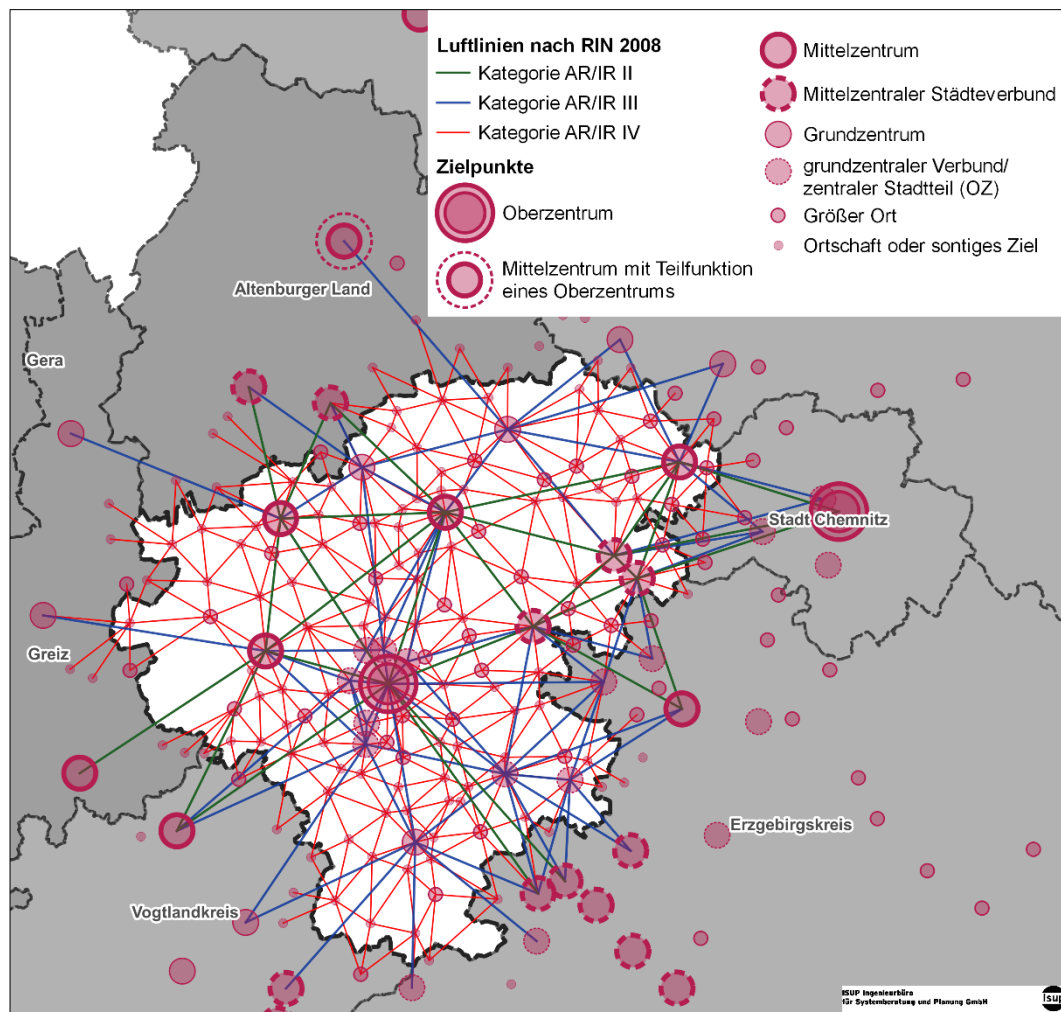 Luftlinien nach RIN 2008
Kategorie AR/IR II
Kategorie AR/IR III
Kategorie AR/IR IV
Zielpunkte
Oberzentrum
Mittelzentrum mit Teilfunktion
eines Oberzentrums
Mittelzentrum
Mittelzentraler Städteverbund
Grundzentrum
grundzentraler Verbund/
zentraler Stadtteil (OZ)
Größer Ort
Ortschaft oder sontiges Ziel
Altenburger Land
Gera
Stadt Chemnitz
Greiz
Erzgebirgskreis
Vogtlandkreis
ISUP Ingenieurbüro
für Systemberatung und Planung GmbH
isup